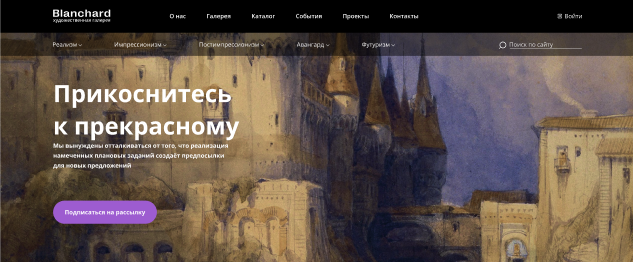 Blanchard
художественная галерея
О нас
Галерея
Каталог
События
Проекты
Контакты
Войти
Реализм
Импрессионизм
Постимпрессионизм
Авангард
Футуризм
Поиск по сайту
Прикоснитесь
к прекрасному
Мы вынуждены отталкиваться от того, что реализация
намеченных плановых заданий создаёт предпосылки
для новых предложений
Подписаться на рассылку